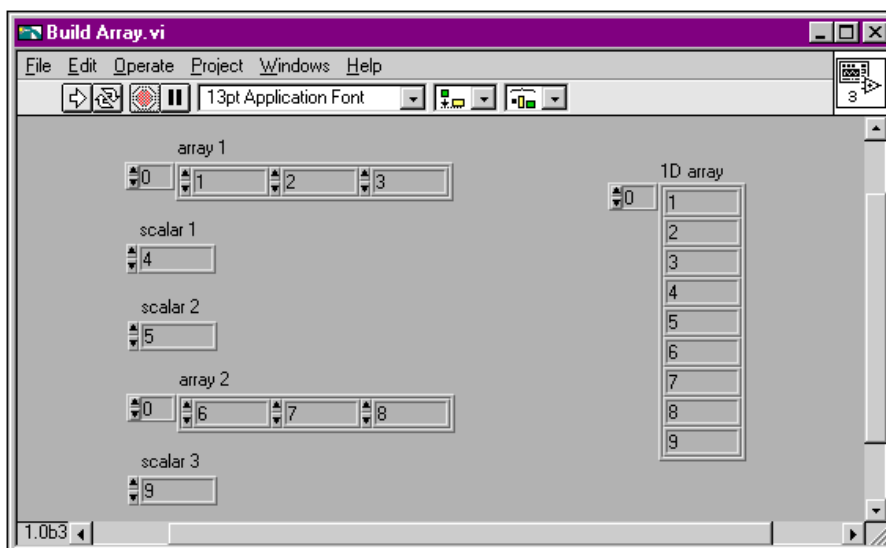 Build Array.vi
File Edit Operate Project Windows Help
13pt Application Font
3
array 1
0 1 2 3
scalar 1
4
scalar 2
5
array 2
0 6 7 8
scalar 3
9
1D array
0 1
2
3
4
5
6
7
8
9
1.0b3